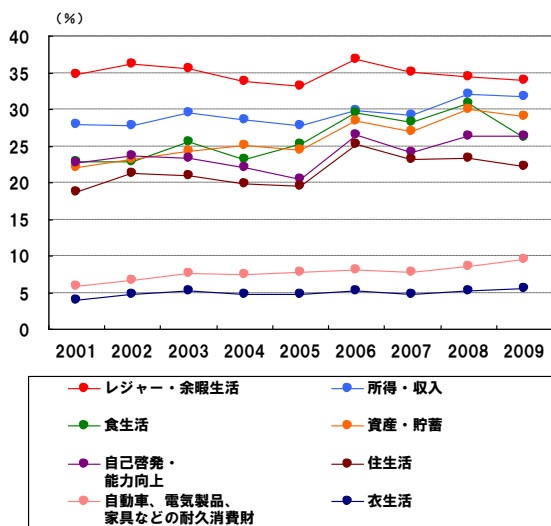 （%）
40
35
30
25
20
15
10
5
0
2001 2002 2003 2004 2005 2006 2007 2008 2009
レジャー・余暇生活 所得・収入
食生活 資産・貯蓄
自己啓発・
能力向上 住生活
自動車、電気製品、
家具などの耐久消費財 衣生活